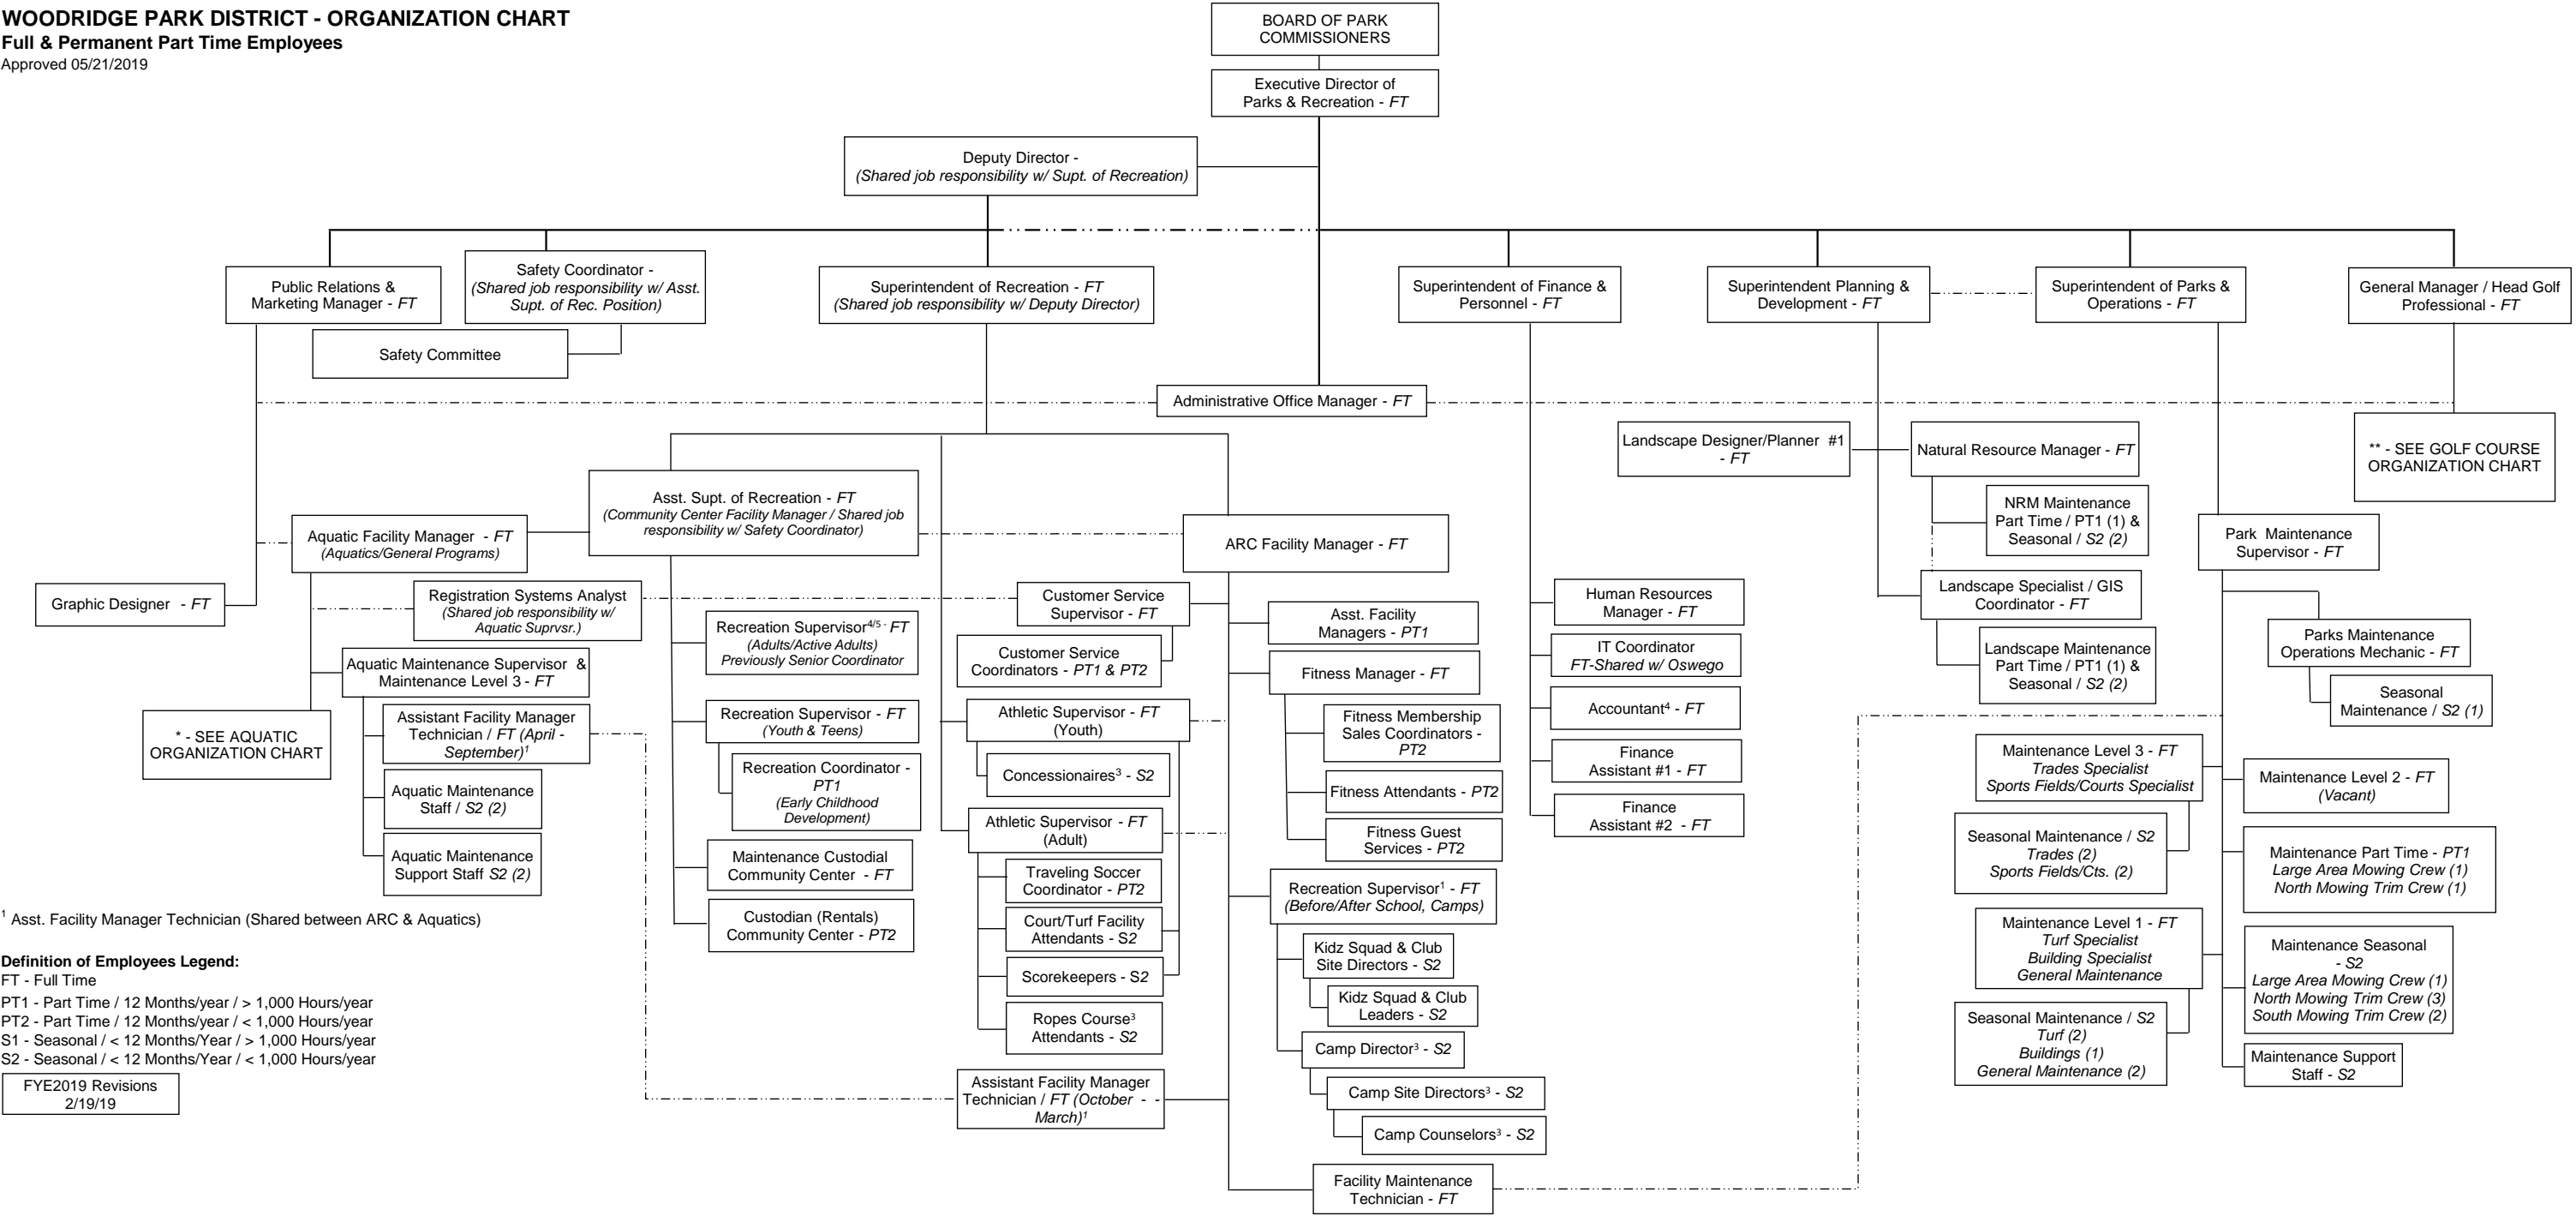 WOODRIDGE PARK DISTRICT - ORGANIZATION CHART
Full & Permanent Part Time Employees
Approved 05/21/2019
BOARD OF PARK
COMMISSIONERS
Executive Director of
Parks & Recreation - FT
Deputy Director -
(Shared job responsibility w/ Supt. of Recreation)
Public Relations &
Marketing Manager - FT
Safety Coordinator -
(Shared job responsibility w/ Asst.
Supt. of Rec. Position)
Superintendent of Recreation - FT
(Shared job responsibility w/ Deputy Director)
Superintendent of Finance &
Personnel - FT
Superintendent Planning &
Development - FT
Superintendent of Parks &
Operations - FT
General Manager / Head Golf
Professional - FT
Safety Committee
Administrative Office Manager - FT
Landscape Designer/Planner #1
- FT
Natural Resource Manager - FT
** - SEE GOLF COURSE
ORGANIZATION CHART
Asst. Supt. of Recreation - FT
(Community Center Facility Manager / Shared job
responsibility w/ Safety Coordinator)
NRM Maintenance
Part Time / PT1 (1) &
Seasonal / S2 (2)
Aquatic Facility Manager - FT
(Aquatics/General Programs)
ARC Facility Manager - FT
Park Maintenance
Supervisor - FT
Graphic Designer - FT
Registration Systems Analyst
(Shared job responsibility w/
Aquatic Suprvsr.)
Customer Service
Supervisor - FT
Human Resources
Manager - FT
Landscape Specialist / GIS
Coordinator - FT
Recreation Supervisor4/5 - FT
(Adults/Active Adults)
Previously Senior Coordinator
Asst. Facility
Managers - PT1
Customer Service
Coordinators - PT1 & PT2
IT Coordinator
FT-Shared w/ Oswego
Landscape Maintenance
Part Time / PT1 (1) &
Seasonal / S2 (2)
Parks Maintenance
Operations Mechanic - FT
Aquatic Maintenance Supervisor &
Maintenance Level 3 - FT
Fitness Manager - FT
Seasonal
Maintenance / S2 (1)
* - SEE AQUATIC
ORGANIZATION CHART
Assistant Facility Manager
Technician / FT (April -
September)1
Recreation Supervisor - FT
(Youth & Teens)
Athletic Supervisor - FT
(Youth)
Fitness Membership
Sales Coordinators -
PT2
Accountant4 - FT
Recreation Coordinator -
PT1
(Early Childhood
Development)
Concessionaires3 - S2
Finance
Assistant #1 - FT
Maintenance Level 3 - FT
Trades Specialist
Sports Fields/Courts Specialist
Maintenance Level 2 - FT
(Vacant)
Aquatic Maintenance
Staff / S2 (2)
Fitness Attendants - PT2
Finance
Assistant #2 - FT
Athletic Supervisor - FT
(Adult)
Fitness Guest
Services - PT2
Seasonal Maintenance / S2
Trades (2)
Sports Fields/Cts. (2)
Maintenance Part Time - PT1
Large Area Mowing Crew (1)
North Mowing Trim Crew (1)
Aquatic Maintenance
Support Staff S2 (2)
Maintenance Custodial
Community Center - FT
Traveling Soccer
Coordinator - PT2
Recreation Supervisor1 - FT
(Before/After School, Camps)
1 Asst. Facility Manager Technician (Shared between ARC & Aquatics)
Custodian (Rentals)
Community Center - PT2
Court/Turf Facility
Attendants - S2
Kidz Squad & Club
Site Directors - S2
Maintenance Level 1 - FT
Turf Specialist
Building Specialist
General Maintenance
Maintenance Seasonal
- S2
Large Area Mowing Crew (1)
North Mowing Trim Crew (3)
South Mowing Trim Crew (2)
Scorekeepers - S2
Kidz Squad & Club
Leaders - S2
Definition of Employees Legend:
FT - Full Time
PT1 - Part Time / 12 Months/year / > 1,000 Hours/year
PT2 - Part Time / 12 Months/year / < 1,000 Hours/year
S1 - Seasonal / < 12 Months/Year / > 1,000 Hours/year
S2 - Seasonal / < 12 Months/Year / < 1,000 Hours/year
Ropes Course3
Attendants - S2
Camp Director3 - S2
Seasonal Maintenance / S2
Turf (2)
Buildings (1)
General Maintenance (2)
Maintenance Support
Staff - S2
FYE2019 Revisions
2/19/19
Assistant Facility Manager
Technician / FT (October - -
March)1
Camp Site Directors3 - S2
Camp Counselors3 - S2
Facility Maintenance
Technician - FT